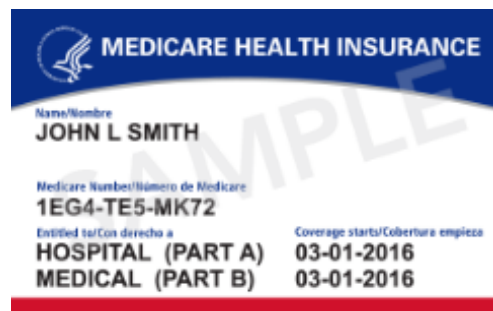 MEDICARE HEALTH INSURANCE
Name/Nombre
JOHN L SMITH
Medicare Number/Número de Medicare
1EG4-TE5-MK72
Entitled to/Con derecho a Coverage starts/Cobertura empieza
HOSPITAL (PART A) 03-01-2016
MEDICAL (PART B) 03-01-2016
SAMPLE